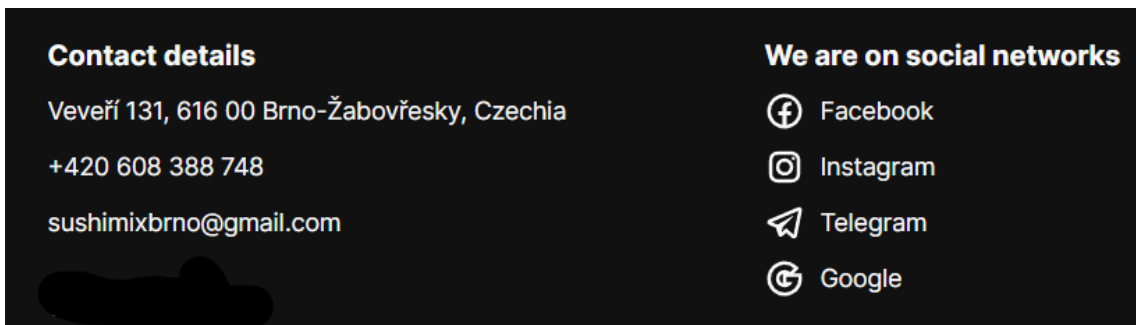 Contact details
Veveří 131, 616 00 Brno-Žabovřesky, Czechia
+420 608 388 748
sushimixbrno@gmail.com
We are on social networks
Facebook
Instagram
Telegram
Google